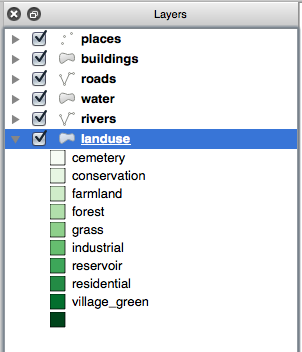 Layers
places
buildings
roads
water
rivers
landuse
cemetery
conservation
farmland
forest
grass
industrial
reservoir
residential
village_green